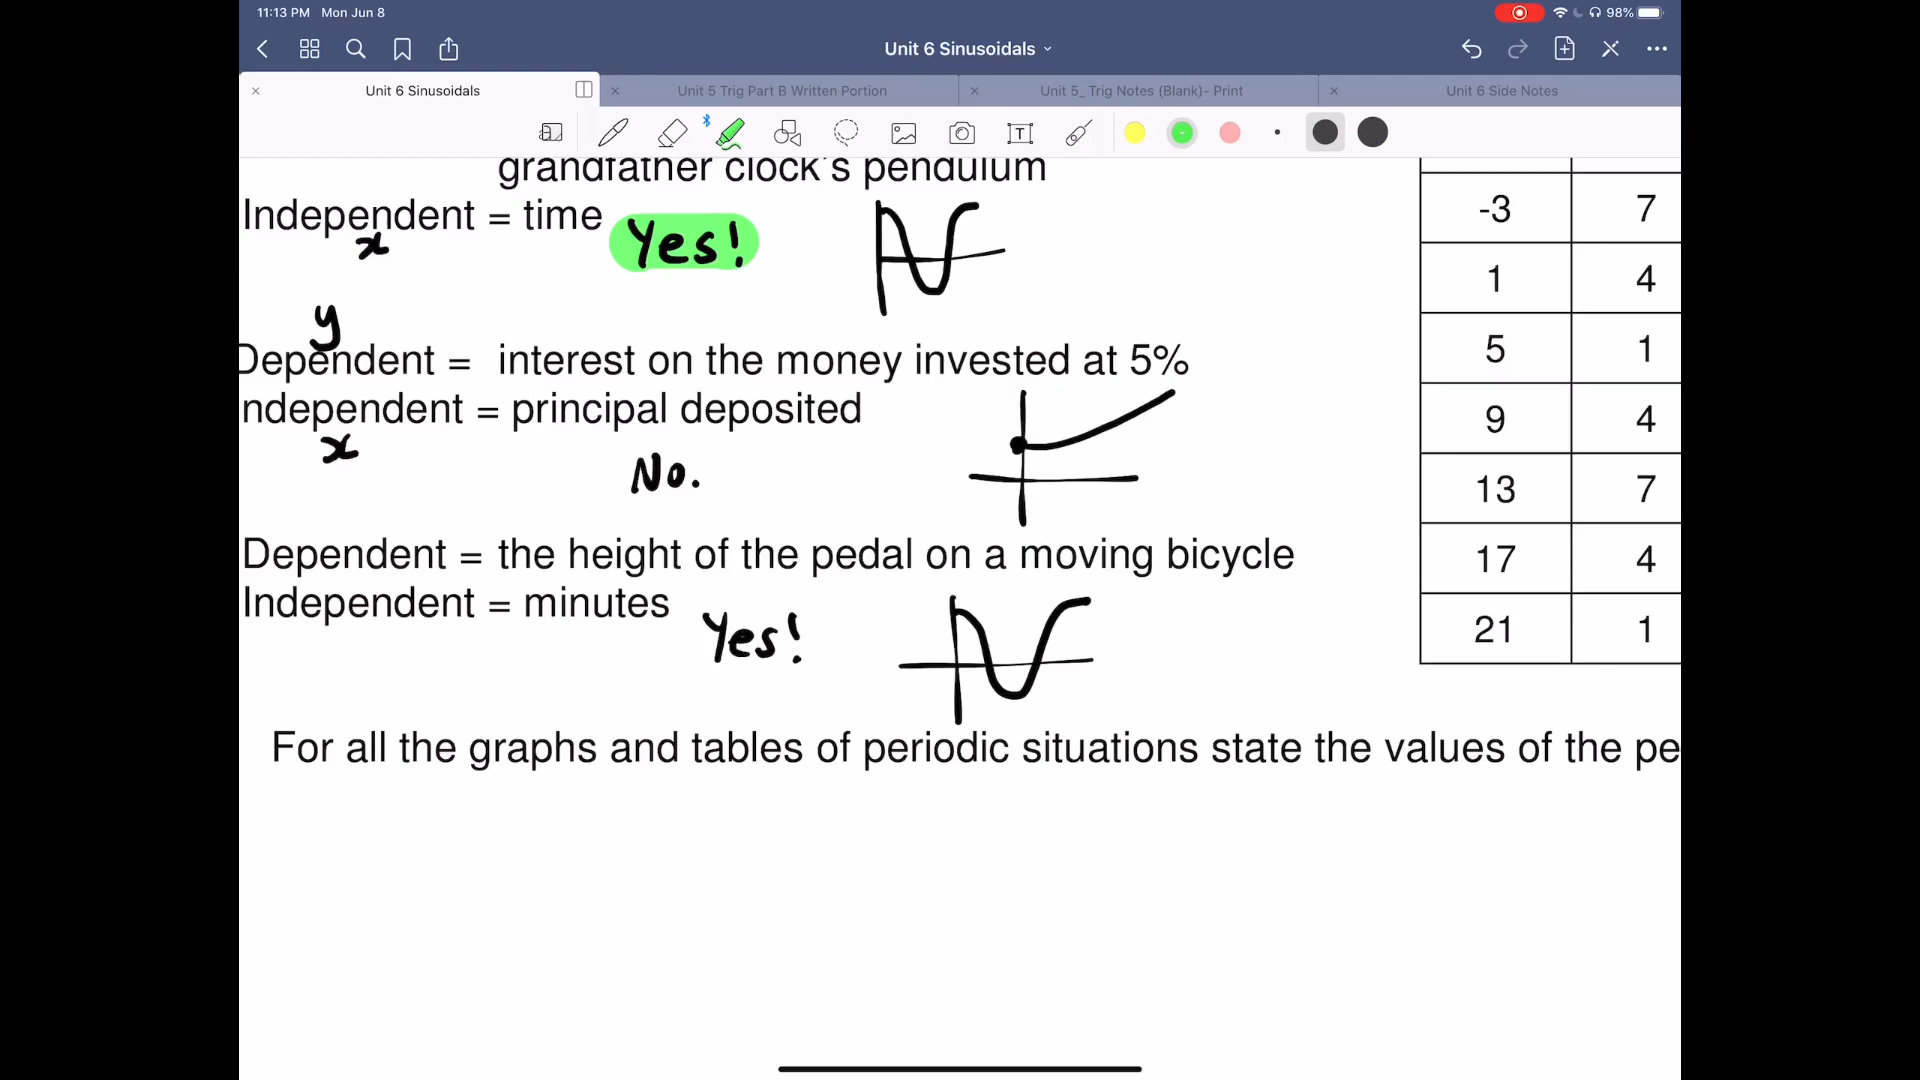 11:13 PM Mon Jun 8
98%
Unit 6 Sinusoidals
Unit 6 Sinusoidals
Unit 5 Trig Part B Written Portion
Unit 5_ Trig Notes (Blank)- Print
Unit 6 Side Notes
T
grandfather clock's pendulum
Independent = time Yes!
x
y
Dependent = interest on the money invested at 5%
ndependent = principal deposited
x
No.
Dependent = the height of the pedal on a moving bicycle
Independent = minutes
Yes!
-3 7
1 4
5 1
9 4
13 7
17 4
21 1
For all the graphs and tables of periodic situations state the values of the pe